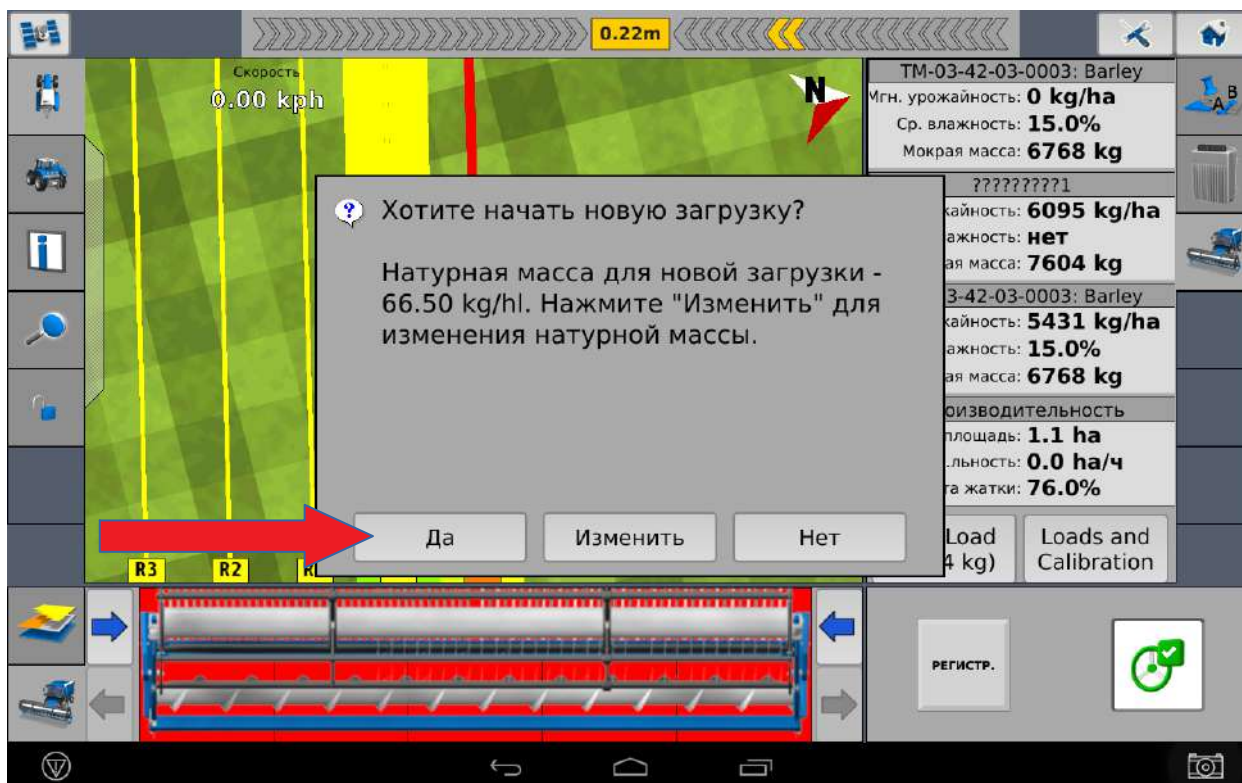 0.22m
Скорость
0.00 kph
N
B
A
TM-03-42-03-0003: Barley
Мгн. урожайность: 0 kg/ha
Ср. влажность: 15.0%
Мокрая масса: 6768 kg
?????????1
кайность: 6095 kg/ha
ажность: нет
ая масса: 7604 kg
3-42-03-0003: Barley
кайность: 5431 kg/ha
ажность: 15.0%
ая масса: 6768 kg
оизводительность
площадь: 1.1 ha
.льность: 0.0 ha/ч
та жатки: 76.0%
Load
4 kg)
Loads and
Calibration
Хотите начать новую загрузку?
Натурная масса для новой загрузки -
66.50 kg/hl. Нажмите "Изменить" для
изменения натурной массы.
Да
Изменить
Нет
R3
R2
R
РЕГИСТР.